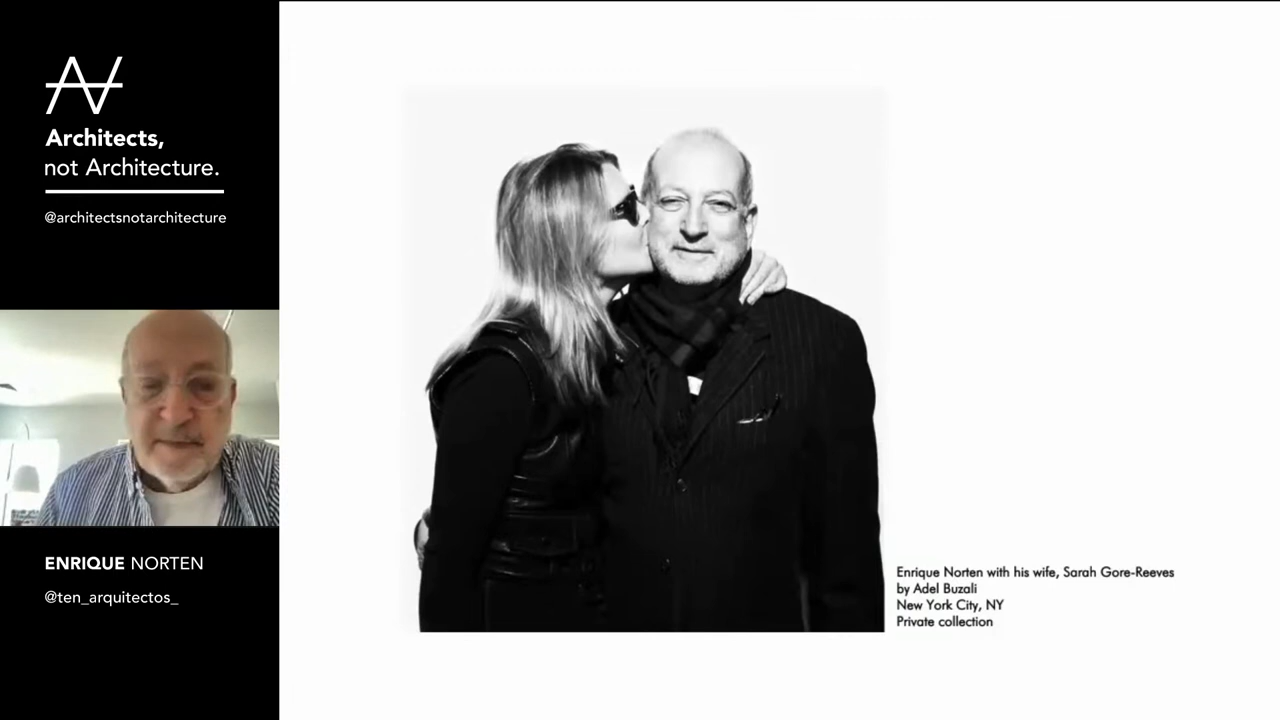 Architects,
not Architecture.
@architectsnotarchitecture
ENRIQUE NORTEN
@ten_arquitectos_
Enrique Norten with his wife, Sarah Gore-Reeves
by Adel Buzali
New York City, NY
Private collection